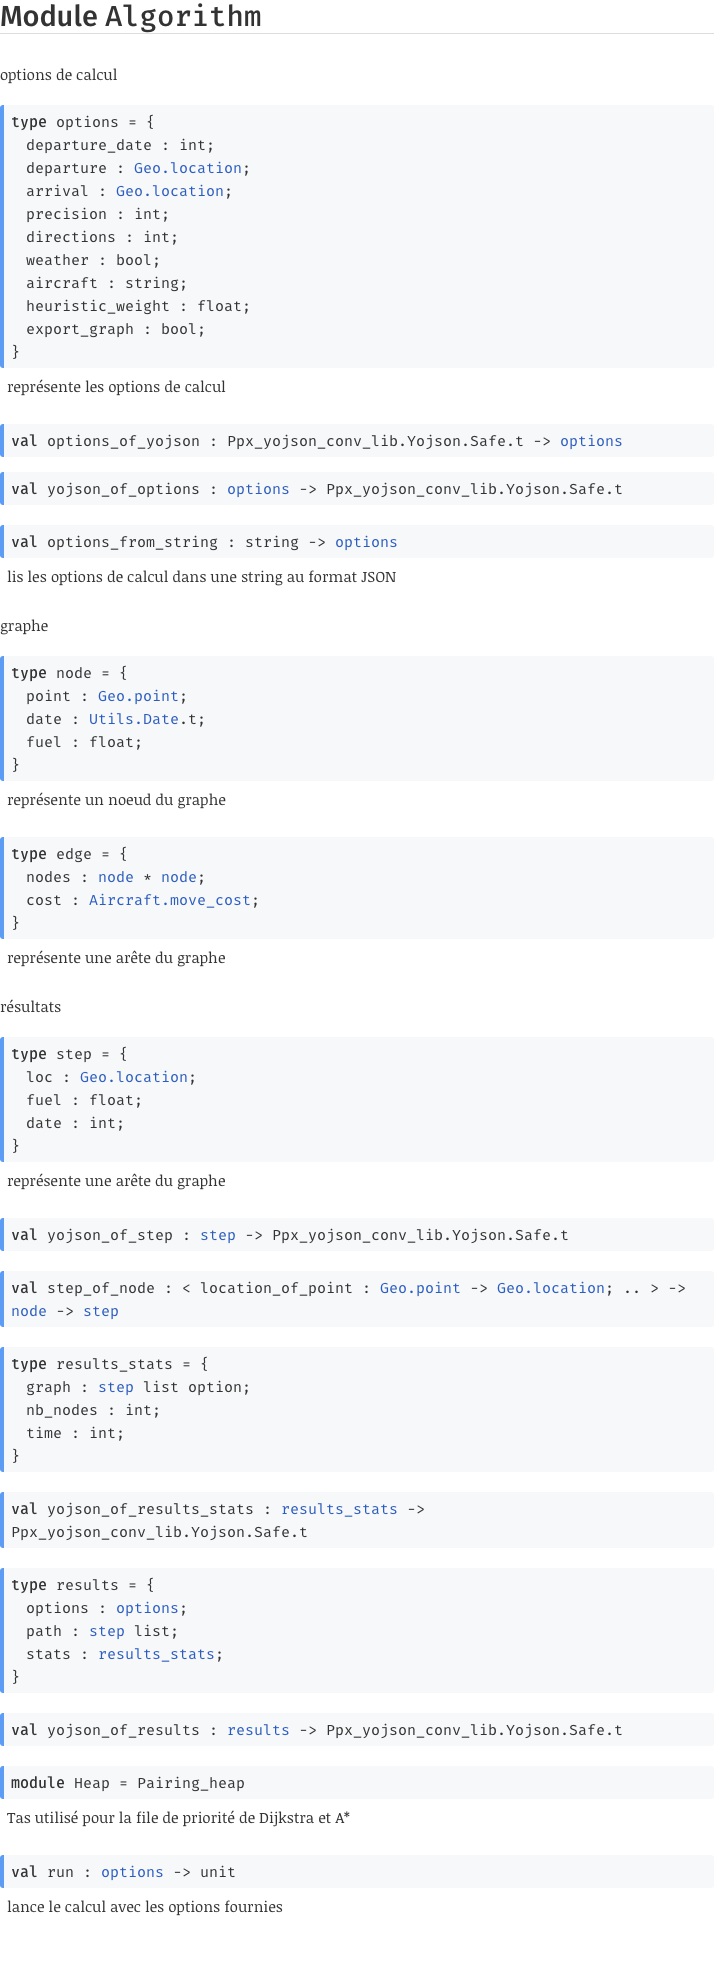 Module Algorithm
options de calcul
type options = {
departure_date : int;
departure : Geo.location;
arrival : Geo.location;
precision : int;
directions : int;
weather : bool;
aircraft : string;
heuristic_weight : float;
export_graph : bool;
}
représente les options de calcul
val options_of_yojson : Ppx_yojson_conv_lib.Yojson.Safe.t -> options
val yojson_of_options : options -> Ppx_yojson_conv_lib.Yojson.Safe.t
val options_from_string : string -> options
lis les options de calcul dans une string au format JSON
graphe
type node = {
point : Geo.point;
date : Utils.Date.t;
fuel : float;
}
représente un noeud du graphe
type edge = {
nodes : node * node;
cost : Aircraft.move_cost;
}
représente une arête du graphe
résultats
type step = {
loc : Geo.location;
fuel : float;
date : int;
}
représente une arête du graphe
val yojson_of_step : step -> Ppx_yojson_conv_lib.Yojson.Safe.t
val step_of_node : < location_of_point : Geo.point -> Geo.location; .. > ->
node -> step
type results_stats = {
graph : step list option;
nb_nodes : int;
time : int;
}
val yojson_of_results_stats : results_stats ->
Ppx_yojson_conv_lib.Yojson.Safe.t
type results = {
options : options;
path : step list;
stats : results_stats;
}
val yojson_of_results : results -> Ppx_yojson_conv_lib.Yojson.Safe.t
module Heap = Pairing_heap
Tas utilisé pour la file de priorité de Dijkstra et A*
val run : options -> unit
lance le calcul avec les options fournies